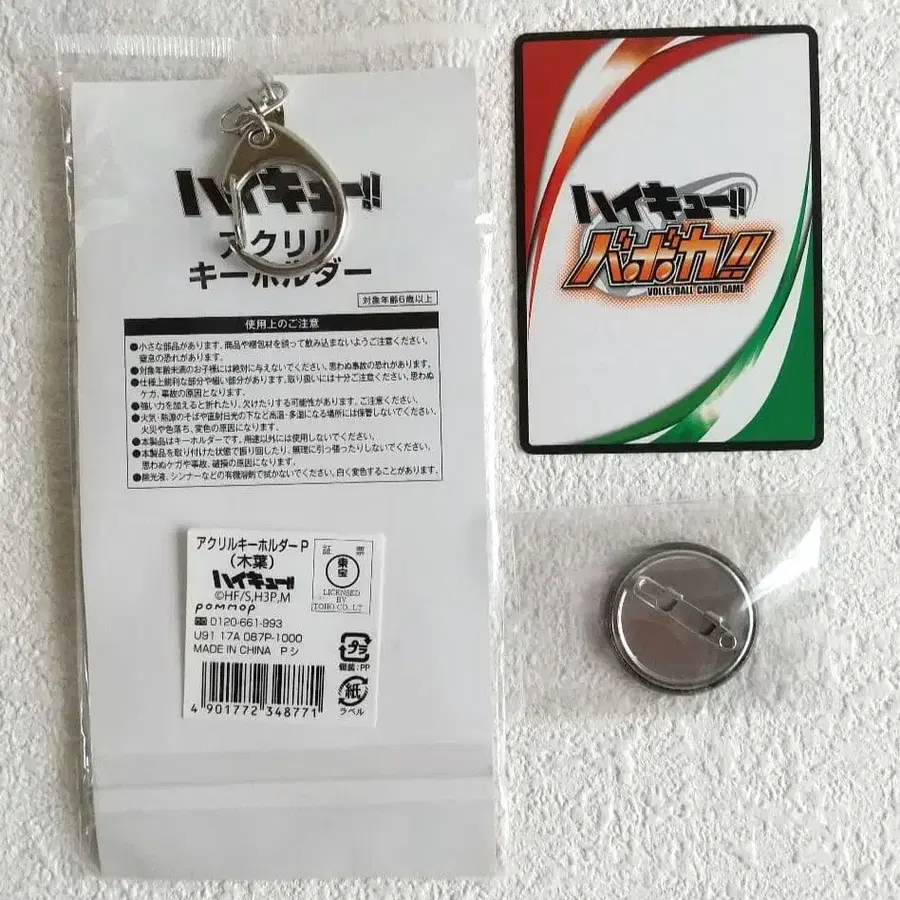 ハイキュー!!
アクリル
キーホルダー
対象年齢6歳以上
使用上のご注意
●小さな部品があります。商品や梱包材を誤って飲み込まないようご注意ください。
窒息の恐れがあります。
●対象年齢未満のお子様には絶対に与えないでください。思わぬ事故の恐れがあります。
●仕様上鋭利な部分や細い部分があります。取り扱いには十分ご注意ください。思わぬ
ケガ、事故の原因となります。
●強い力を加えると折れたり、欠けたりする可能性があります。ご注意ください。
●火気・熱源のそばや直射日光の下など高温・多湿になる場所には保管しないでください。
火災や色落ち、変色の原因になります。
●本製品はキーホルダーです。用途以外には使用しないでください。
●本製品を取り付けた状態で振り回したり、無理に引っ張ったりしないでください。
思わぬケガや事故、破損の原因になります。
●除光液、シンナーなどの有機溶剤で拭かないでください。白く変色することがあります。
アクリルキーホルダーP
(木葉)
ハイキュー!!
©HF/S,H3P,M
pommop
0120-661-993
U91 17A 087P-1000
MADE IN CHINA Pシ
4 901772 348771
証 票
東宝
LICENSED
BY
TOHO CO., LT
プラ
個装:PP
紙
ラベル
ハイキュー!!
バボカ!!!
VOLLEYBALL CARD GAME